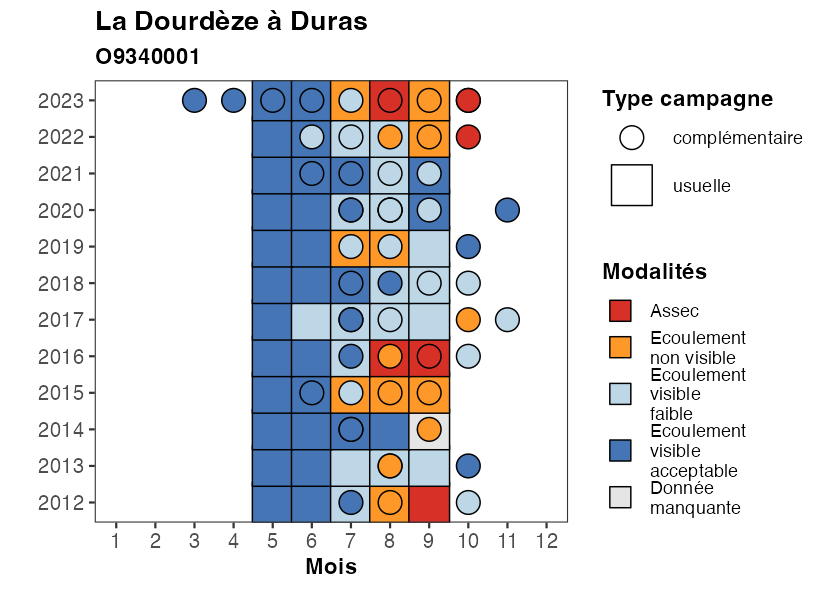 La Dourdèze à Duras
O9340001
2023
2022
2021
2020
2019
2018
2017
2016
2015
2014
2013
2012
1 2 3 4 5 6 7 8 9 10 11 12
Mois
Type campagne
complémentaire
usuelle
Modalités
Assec
Ecoulement
non visible
Ecoulement
visible
faible
Ecoulement
visible
acceptable
Donnée
manquante